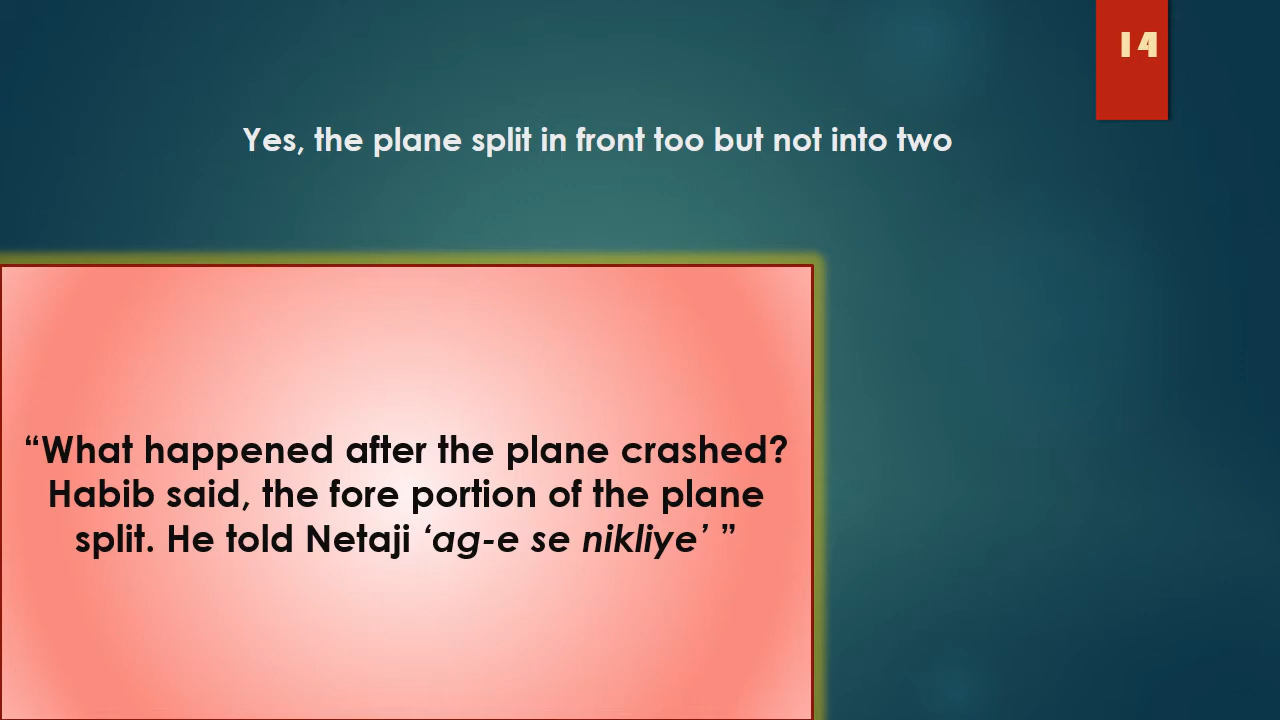 14
Yes, the plane split in front too but not into two
“What happened after the plane crashed?
Habib said, the fore portion of the plane
split. He told Netaji ‘ag-e se nikliye’ ”